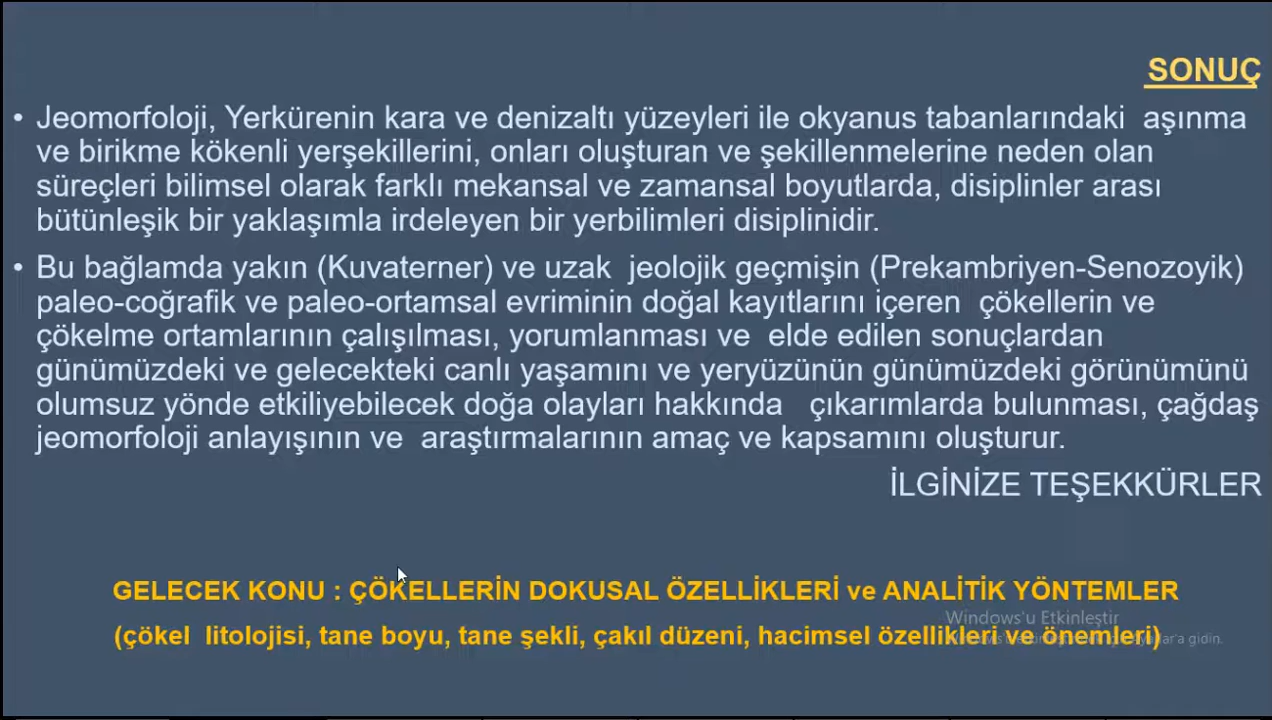 SONUÇ
• Jeomorfoloji, Yerkürenin kara ve denizaltı yüzeyleri ile okyanus tabanlarındaki aşınma
ve birikme kökenli yerşekillerini, onları oluşturan ve şekillenmelerine neden olan
süreçleri bilimsel olarak farklı mekansal ve zamansal boyutlarda, disiplinler arası
bütünleşik bir yaklaşımla irdeleyen bir yerbilimleri disiplinidir.
• Bu bağlamda yakın (Kuvaterner) ve uzak jeolojik geçmişin (Prekambriyen-Senozoyik)
paleo-coğrafik ve paleo-ortamsal evriminin doğal kayıtlarını içeren çökellerin ve
çökelme ortamlarının çalışılması, yorumlanması ve elde edilen sonuçlardan
günümüzdeki ve gelecekteki canlı yaşamını ve yeryüzünün günümüzdeki görünümünü
olumsuz yönde etkiliyebilecek doğa olayları hakkında çıkarımlarda bulunması, çağdaş
jeomorfoloji anlayışının ve araştırmalarının amaç ve kapsamını oluşturur.
İLGİNİZE TEŞEKKÜRLER
GELECEK KONU : ÇÖKELLERİN DOKUSAL ÖZELLİKLERİ ve ANALİTİK YÖNTEMLER
Windows'u Etkinleştir
(çökel litolojisi, tane boyu, tane şekli, çakıl düzeni, hacimsel özellikleri ve önemleri)
gidin.